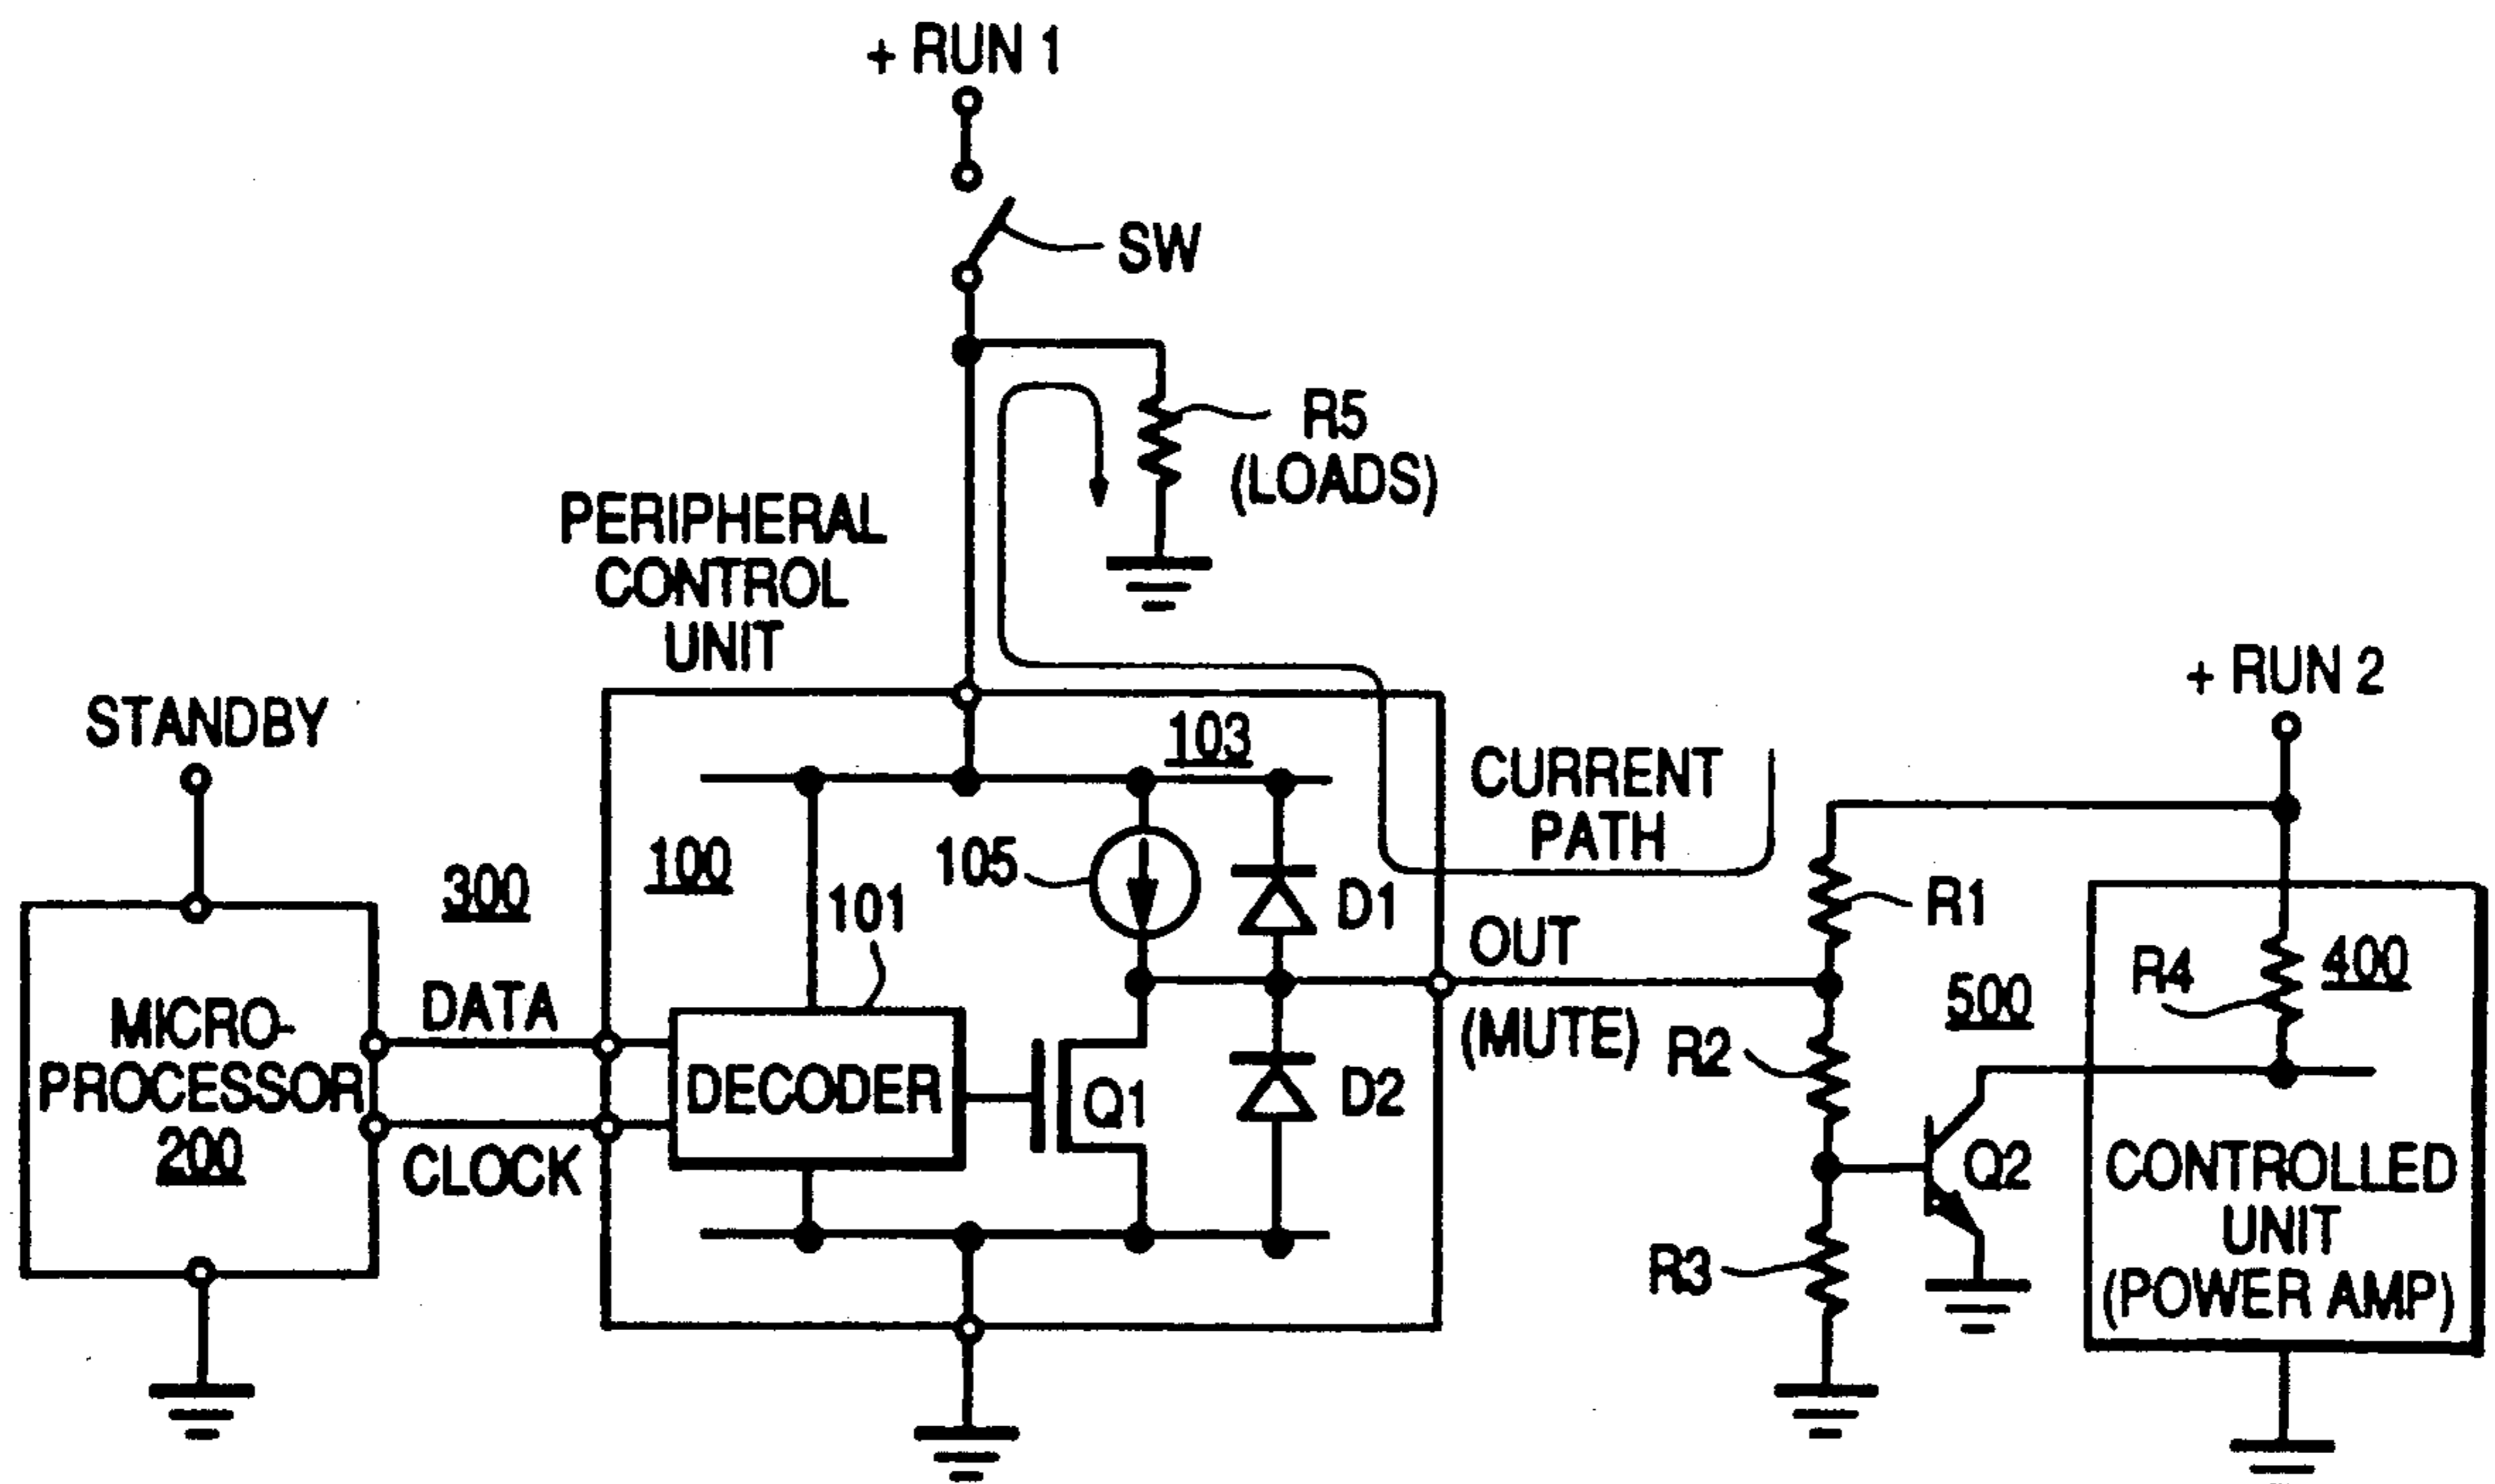 + RUN 1
SW
R5
(LOADS)
PERIPHERAL
CONTROL
UNIT
+ RUN 2
STANDBY
103
CURRENT
PATH
100
105
300
101
D1
R1
OUT
(MUTE)
R4
400
500
MICRO-
PROCESSOR
200
DATA
CLOCK
DECODER
Q1
D2
R2
Q2
R3
CONTROLLED
UNIT
(POWER AMP)